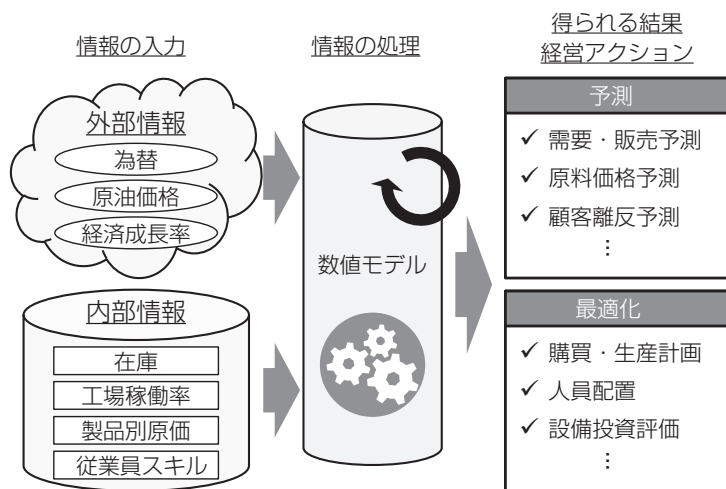 情報の入力
情報の処理
得られる結果
経営アクション
外部情報
為替
原油価格
経済成長率
内部情報
在庫
工場稼働率
製品別原価
従業員スキル
数値モデル
予測
✓ 需要・販売予測
✓ 原料価格予測
✓ 顧客離反予測
⋮
最適化
✓ 購買・生産計画
✓ 人員配置
✓ 設備投資評価
⋮